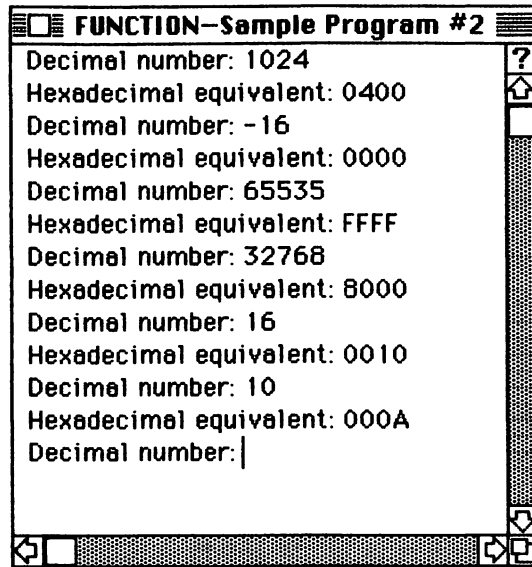 FUNCTION—Sample Program #2
Decimal number: 1024
Hexadecimal equivalent: 0400
Decimal number: -16
Hexadecimal equivalent: 0000
Decimal number: 65535
Hexadecimal equivalent: FFFF
Decimal number: 32768
Hexadecimal equivalent: 8000
Decimal number: 16
Hexadecimal equivalent: 0010
Decimal number: 10
Hexadecimal equivalent: 000A
Decimal number:
?